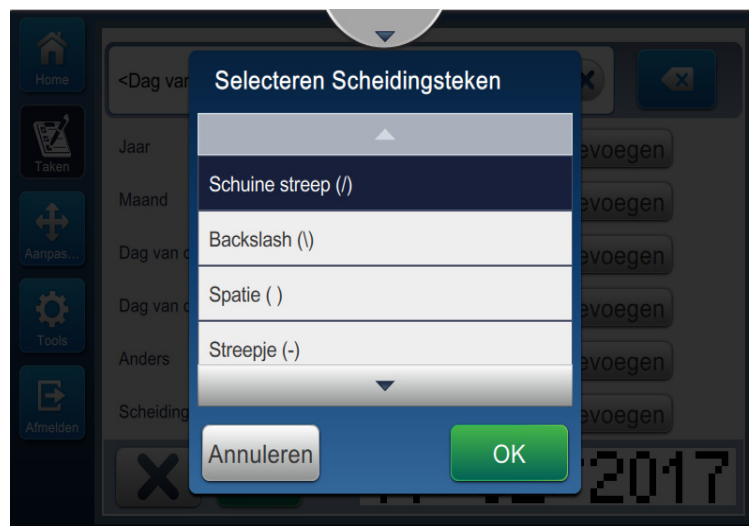 Home
Taken
Aanpas...
Tools
Afmelden
<Dag van
Jaar
Maand
Dag van d
Dag van d
Anders
Scheiding
evoegen
evoegen
evoegen
evoegen
evoegen
evoegen
Selecteren Scheidingsteken
Schuine streep (/)
Backslash (\)
Spatie ( )
Streepje (-)
Annuleren
OK
2017